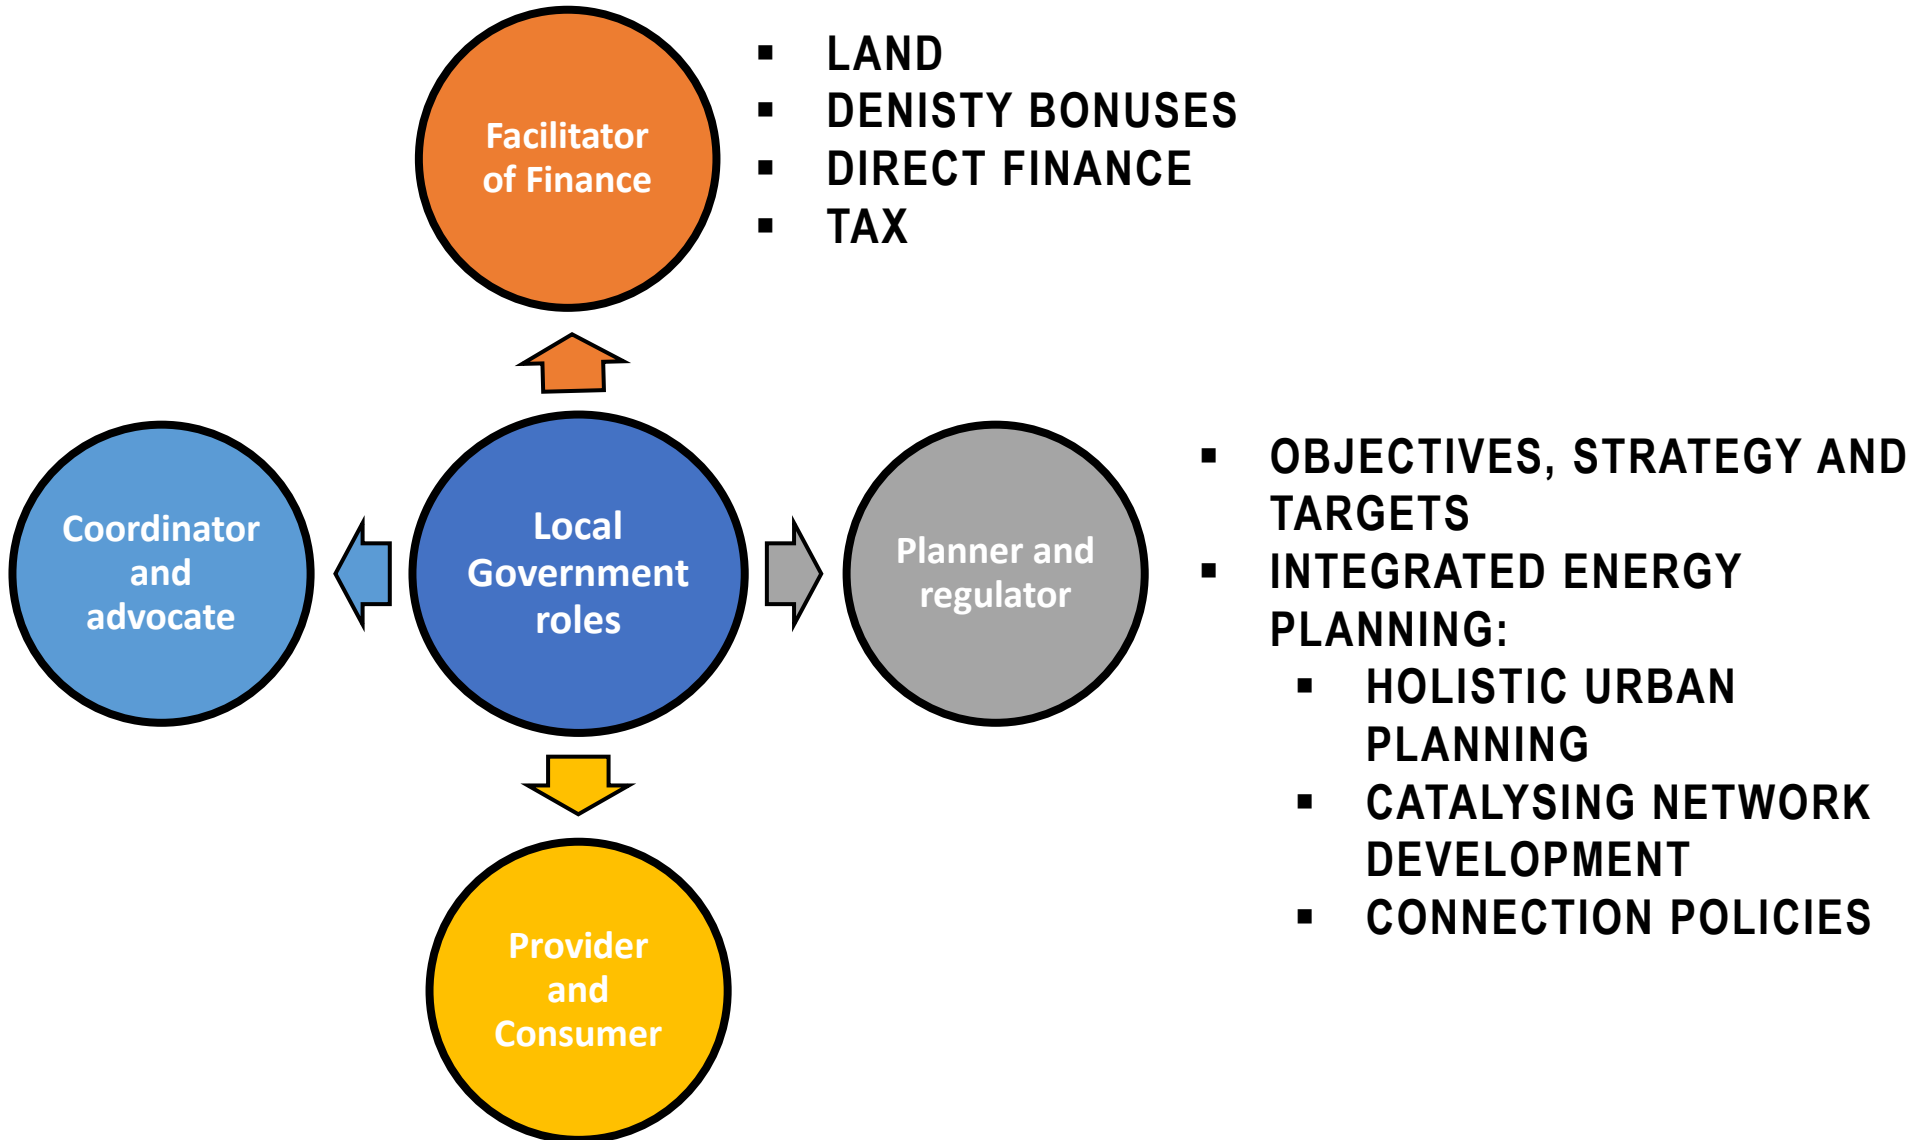 Facilitator
of Finance
▪ LAND
▪ DENISTY BONUSES
▪ DIRECT FINANCE
▪ TAX
Coordinator
and
advocate
Local
Government
roles
Planner and
regulator
▪ OBJECTIVES, STRATEGY AND
TARGETS
▪ INTEGRATED ENERGY
PLANNING:
▪ HOLISTIC URBAN
PLANNING
▪ CATALYSING NETWORK
DEVELOPMENT
▪ CONNECTION POLICIES
Provider
and
Consumer